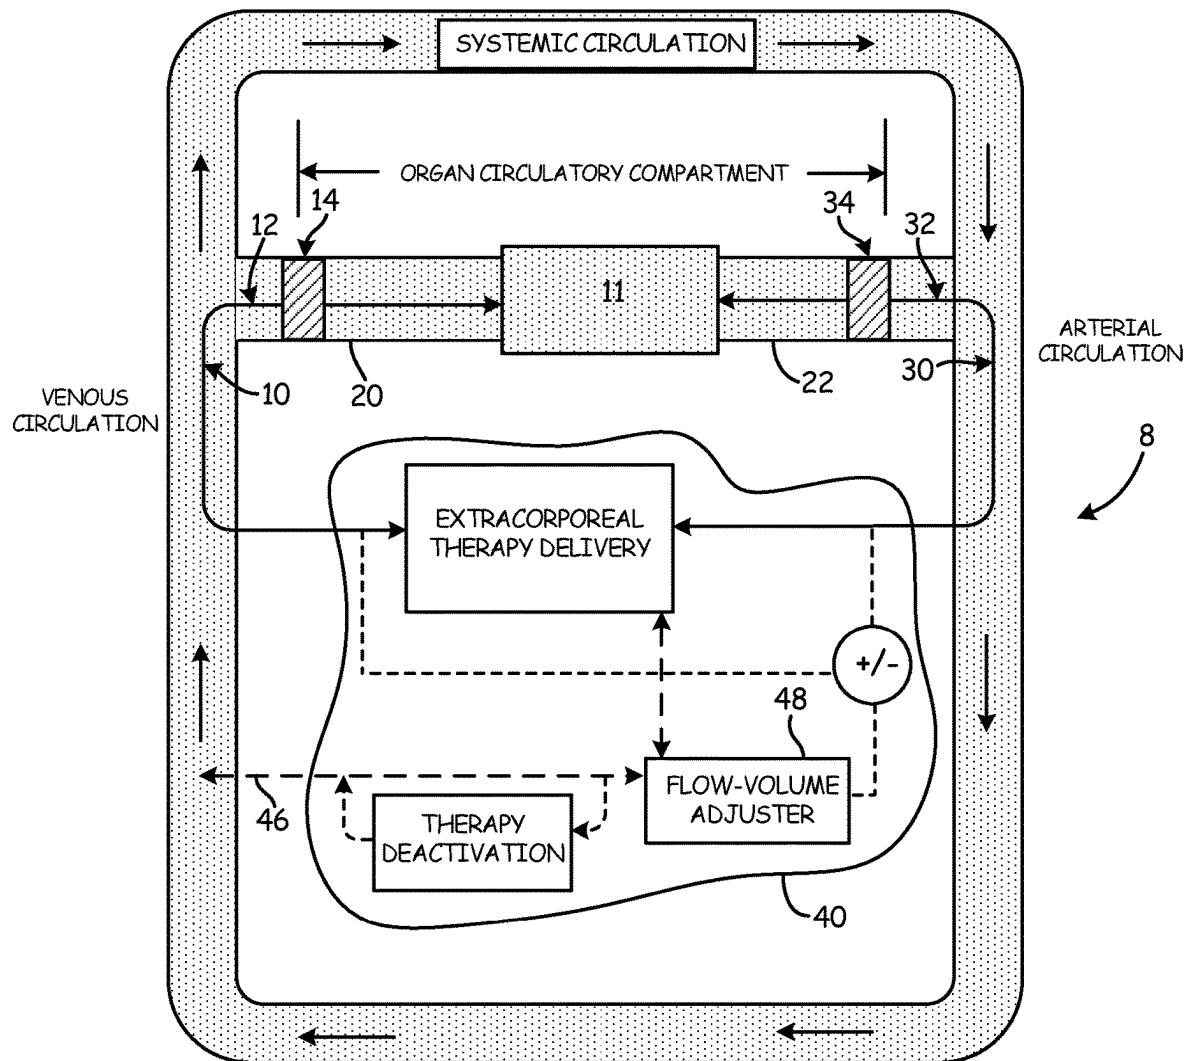 SYSTEMIC CIRCULATION
ORGAN CIRCULATORY COMPARTMENT
14
34
12
32
11
ARTERIAL
CIRCULATION
30
10
20
22
VENOUS
CIRCULATION
8
EXTRACORPOREAL
THERAPY DELIVERY
+/-
48
FLOW-VOLUME
ADJUSTER
46
THERAPY
DEACTIVATION
40